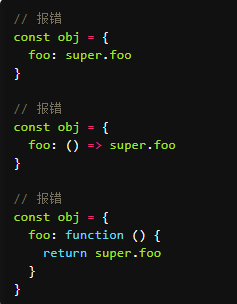 // 报错
const obj = {
  foo: super.foo
}

// 报错
const obj = {
  foo: () => super.foo
}

// 报错
const obj = {
  foo: function () {
    return super.foo
  }
}